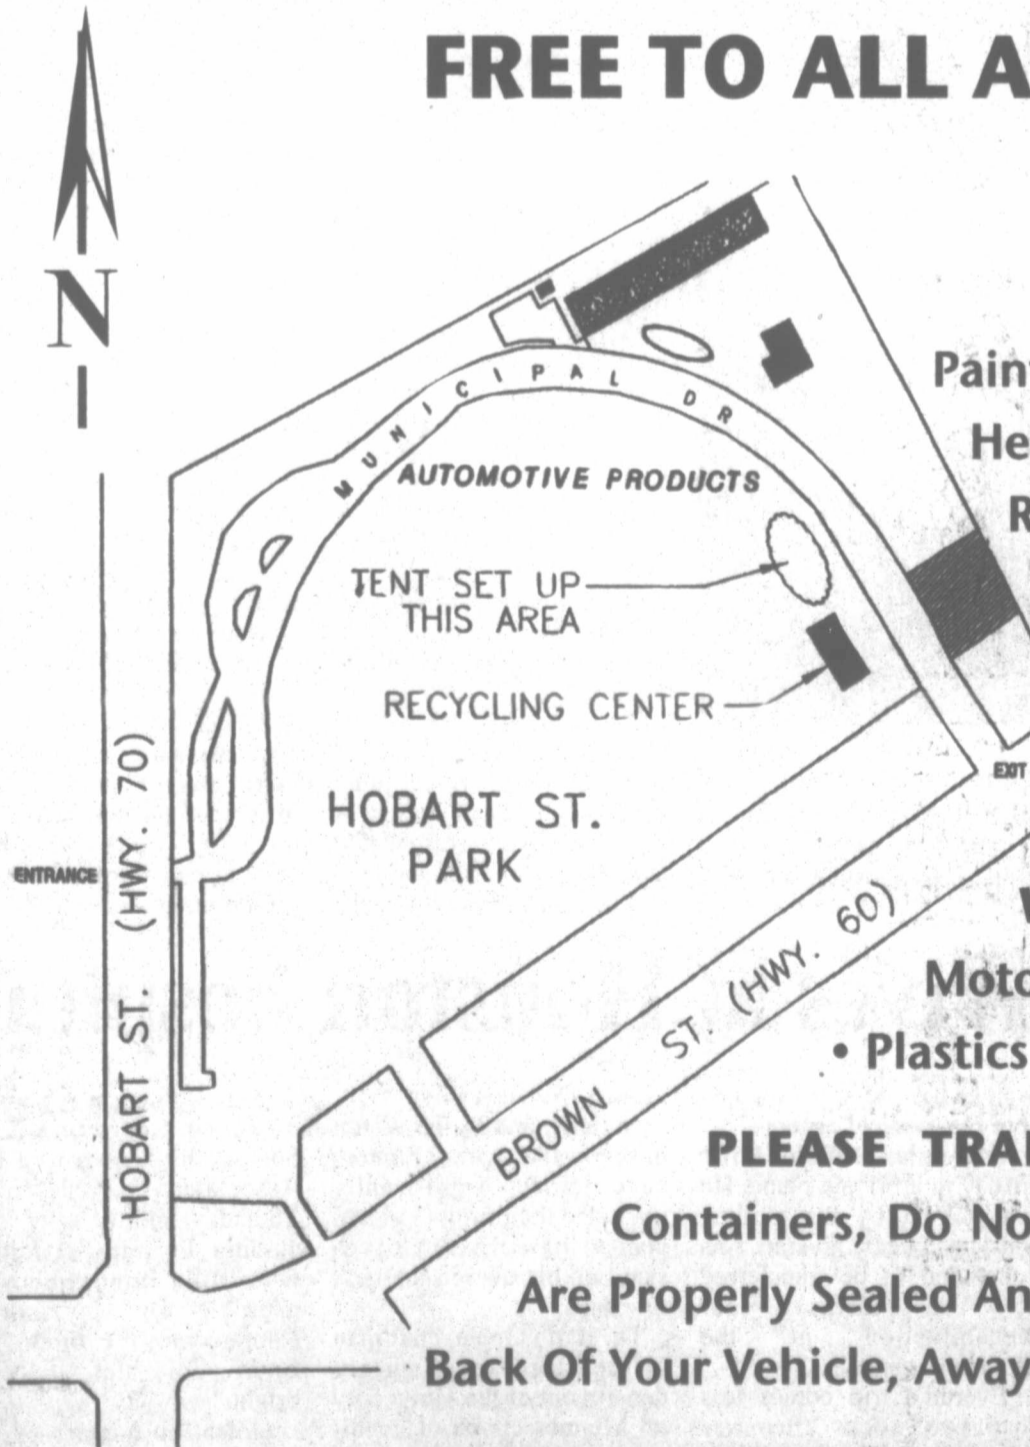 FREE TO ALL A
N
MUNICIPAL DR
AUTOMOTIVE PRODUCTS
TENT SET UP
THIS AREA
RECYCLING CENTER
HOBART ST.
PARK
ENTRANCE
HOBART ST. (HWY. 70)
EXIT
BROWN ST. (HWY. 60)
Pain
He
R
Moto
• Plastics
PLEASE TRA
Containers, Do No
Are Properly Sealed An
Back Of Your Vehicle, Away